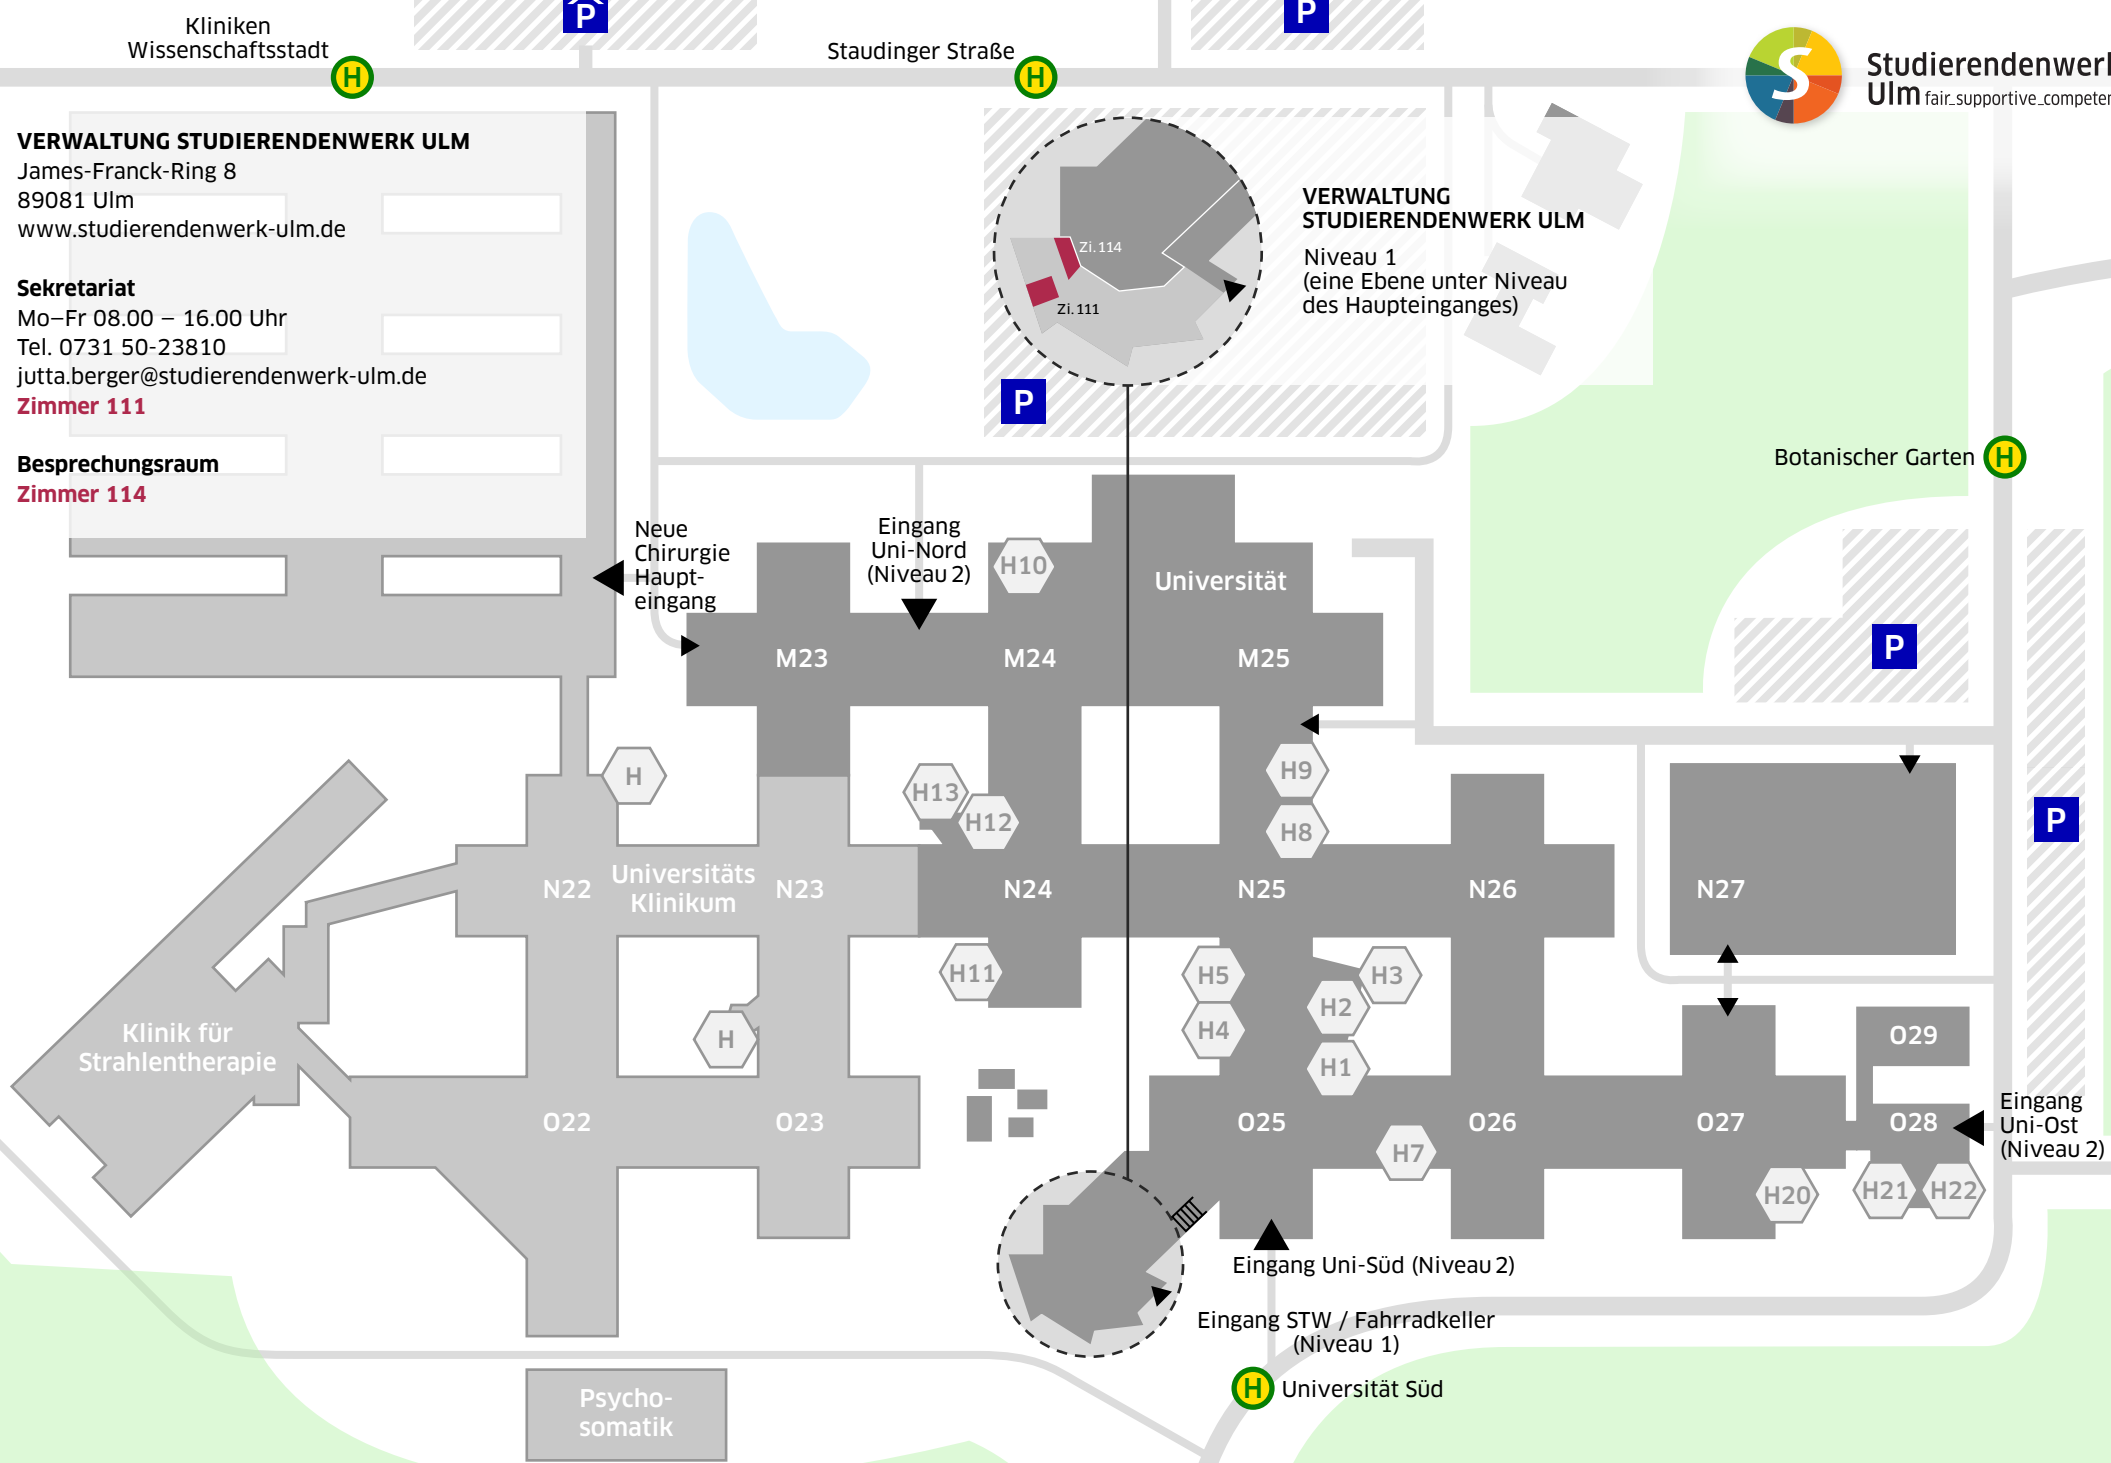 Kliniken
Wissenschaftsstadt
H
P
Staudinger Straße
H
P
S
Studierendenwerk
Ulm fair_supportive_competent
VERWALTUNG STUDIERENDENWERK ULM
James-Franck-Ring 8
89081 Ulm
www.studierendenwerk-ulm.de
Sekretariat
Mo–Fr 08.00 – 16.00 Uhr
Tel. 0731 50-23810
jutta.berger@studierendenwerk-ulm.de
Zimmer 111
Besprechungsraum
Zimmer 114
Zi. 114
Zi. 111
VERWALTUNG
STUDIERENDENWERK ULM
Niveau 1
(eine Ebene unter Niveau
des Haupteinganges)
P
Botanischer Garten
H
Neue
Chirurgie
Haupt-
eingang
Eingang
Uni-Nord
(Niveau 2)
H10
Universität
M23
M24
M25
P
H
H13
H12
H9
H8
P
N22
Universitäts
Klinikum
N23
N24
N25
N26
N27
H11
H5
H3
H2
H4
H1
H
Klinik für
Strahlentherapie
O29
O22
O23
O25
O26
O27
O28
Eingang
Uni-Ost
(Niveau 2)
H7
H20
H21
H22
Eingang Uni-Süd (Niveau 2)
Eingang STW / Fahrradkeller
(Niveau 1)
H
Universität Süd
Psycho-
somatik